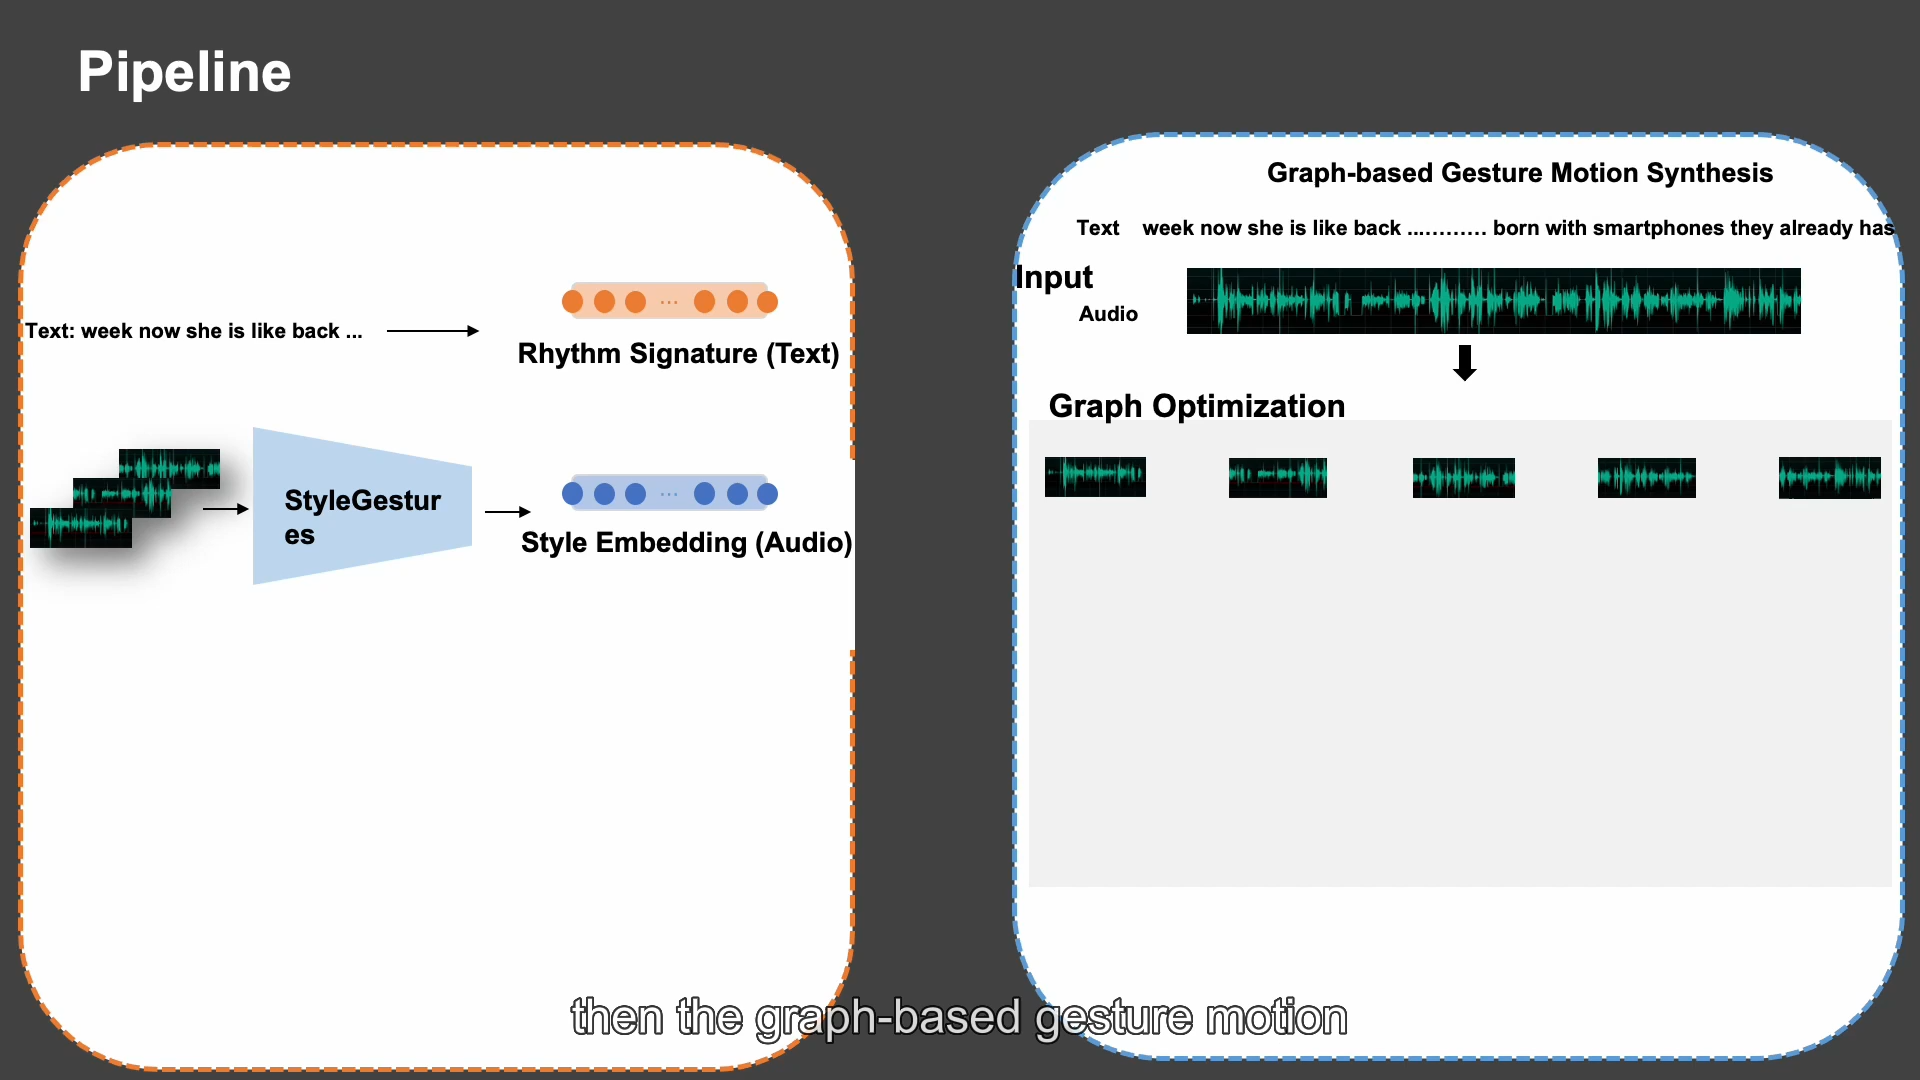 Pipeline
Text: week now she is like back ...
Rhythm Signature (Text)
StyleGestur
es
Style Embedding (Audio)
Graph-based Gesture Motion Synthesis
Text week now she is like back ............ born with smartphones they already has
Input
Audio
Graph Optimization
then the graph-based gesture motion